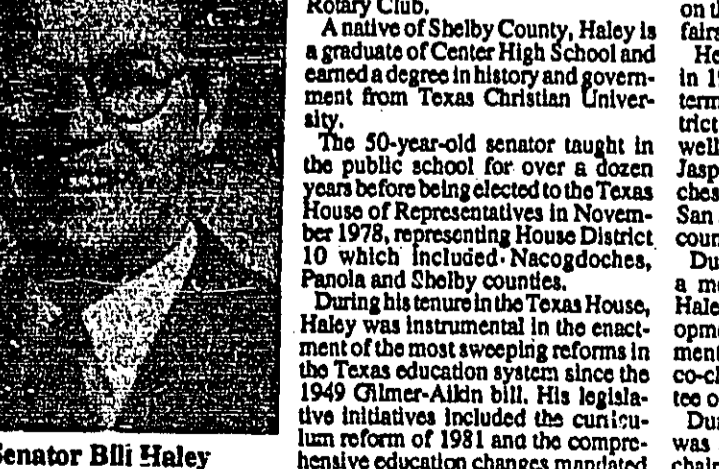 Rotary Club.
A native of Shelby County, Haley is
a graduate of Center High School and
earned a degree in history and govern-
ment from Texas Christian Univer-
sity.
The 50-year-old senator taught in
the public school for over a dozen
years before being elected to the Texas
House of Representatives in Novem-
ber 1978, representing House District
10 which included Nacogdoches,
Panola and Shelby counties.
During his tenure in the Texas House,
Haley was instrumental in the enact-
ment of the most sweeping reforms in
the Texas education system since the
1949 Gilmer-Aikin bill. His legisla-
tive initiatives included the curricu-
lum reform of 1981 and the compre-
hensive education changes mandated
Senator Bill Haley
on th
fairs
He
in 1
term
trict
well
Jasp
ches
San
coun
Du
a me
Hale
opm
ment
co-cl
tee o
Du
was